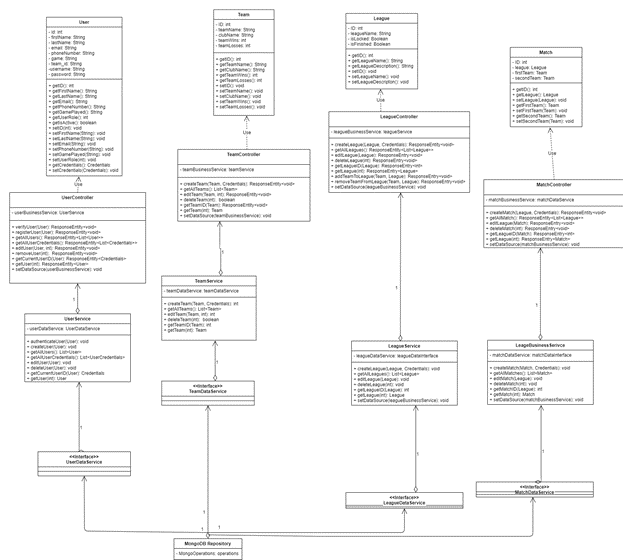 User
- id: int
- firstName: String
- lastName: String
- email: String
- phoneNumber: String
- game: String
- team_id: String
-username: String
- password: String
+ getID(): int
+ getFirstName(): String
+ getLastName(): String
+ getEmail(): String
+ getPhoneNumber(): String
+ getGamePlayed(): String
+ getUserRole(): int
+ getIsActive(): boolean
+ setID(int): void
+ setFirstName(String): void
+ setLastName(String): void
+ setEmail(String): void
+ setPhoneNumber(String): void
+ setGamePlayed(String): void
+ setUserRole(int): void
+ getCredentials(): Credentials
+ setCredentials(Credentials): void
Use
UserController
- userBusinessService: UserService
+ verifyUser(User): ResponseEntity<void>
+ registerUser(User): ResponseEntity<void>
+ getAllUsers(): ResponseEntity<List<User>>
+ getAllUserCredentials(): ResponseEntity<List<Credentials>>
+ editUser(User, int): ResponseEntity<void>
+ removeUser(int): ResponseEntity<void>
+ getCurrentUserID(User): ResponseEntity<Credentials>
+ getUser(int): ResponseEntity<User>
+ setDataSource(userBusinessService): void
1
UserService
- userDataService: UserDataService
+ authenticateUser(User): void
+ createUser(User): void
+ getAllUsers(): List<User>
+ getAllUserCredentials(): List<UserCredentials>
+ editUser(User): void
+ deleteUser(User): void
+ getCurrentUserID(User): Credentials
+ getUser(int): User
1
<<Interface>>
UserDataService
Team
- ID: int
- teamName: String
- clubName: String
- teamWins: int
- teamLosses: int
+ getID(): int
+ getTeamName(): String
+ getClubName(): String
+ getTeamWins(): int
+ getTeamLosses(): int
+ setID(): void
+ setTeamName(): void
+ setClubName(): void
+ setTeamWins(): void
+ setTeamLosses(): void
Use
TeamController
- teamBusinessService: teamService
+ createTeam(Team, Credentials): ResponseEntity<void>
+ getAllTeams(): List<Team>
+ editTeam(Team, int): ResponseEntity<void>
+ deleteTeam(int): boolean
+ getTeamID(Team): ResponseEntity<int>
+ getTeam(int): Team
+ setDataSource(teamBusinessService): void
1
TeamService
- teamDataService: teamDataService
+ createTeam(Team, Credentials): int
+ getAllTeams(): List<Team>
+ editTeam(Team, int): int
+ deleteTeam(int): boolean
+ getTeamID(Team): int
+ getTeam(int): Team
1
<<Interface>>
TeamDataService
League
- ID: int
- leagueName: String
- isLocked: Boolean
- isFinished: Boolean
+ getID(): int
+ getLeagueName(): String
+ getLeagueDescription(): String
+ setID(): void
+ setLeagueName(): void
+ setLeagueDescription(): void
Use
LeagueController
- leagueBusinessService: leagueService
+ createLeague(League, Credentials): ResponseEntity<void>
+ getAllLeagues(): ResponseEntity<List<League>>
+ editLeague(League): ResponseEntity<void>
+ deleteLeague(int): ResponseEntity<void>
+ getLeagueID(League): ResponseEntity<int>
+ getLeague(int): ResponseEntity<League>
+ addTeamToLeague(Team, League): ResponseEntity<void>
+ removeTeamFromLeague(Team, League): ResponseEntity<void>
+ setDataSource(leagueBusinessService): void
1
LeagueService
- leagueDataService: leagueDataInterface
+ createLeague(League, Credentials): void
+ getAllLeagues(): List<League>
+ editLeague(League): void
+ deleteLeague(int): void
+ getLeagueID(League): int
+ getLeague(int): League
+ setDataSource(leagueBusinessService): void
1
<<Interface>>
LeagueDataService
Match
- ID: int
- league: League
- firstTeam: Team
- secondTeam: Team
+ getID(): int
+ getLeague(): League
+ setLeague(League): void
+ getFirstTeam(): Team
+ setFirstTeam(Team): void
+ getSecondTeam(): Team
+ setSecondTeam(Team): void
Use
MatchController
- matchBusinessService: matchDataService
+ createMatch(League, Credentials): ResponseEntity<void>
+ getAllMatch(): ResponseEntity<List<League>>
+ editLeague(Match): ResponseEntity<void>
+ deleteMatch(int): ResponseEntity<void>
+ getLeagueID(Match): ResponseEntry<int>
+ getLeague(int): ResponseEntry<Match>
+ setDataSource(matchBusinessService): void
1
LeageBusinessService
- matchDataService: matchDataInterface
+ createMatch(Match, Credentials): void
+ getAllMatches(): List<Match>
+ editMatch(League): void
+ deleteMatch(int): void
+ getMatchID(League): int
+ getMatch(int): Match
+ setDataSource(matchBusinessService): void
1
<<Interface>>
MatchDataService
1
1
1
1
MongoDB Repository
- MongoOperations: operations